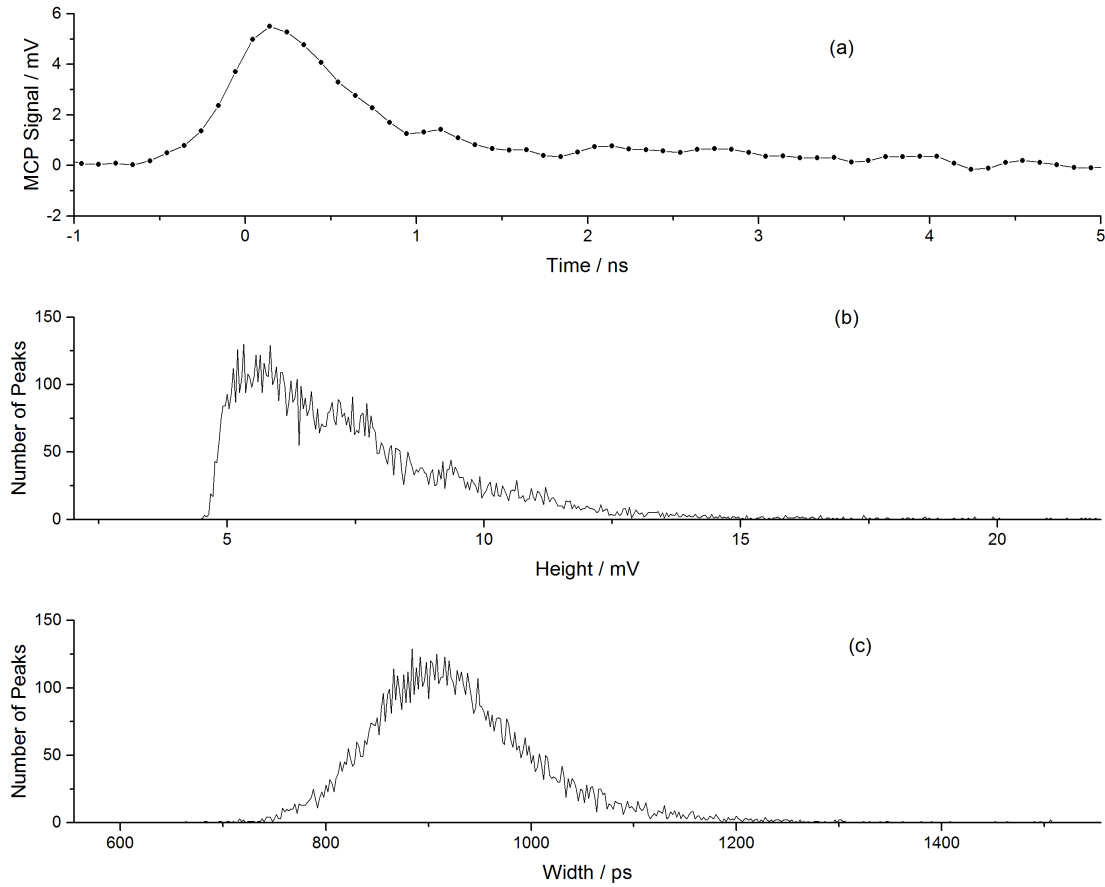 6
4
2
0
-2
MCP Signal / mV
(a)
-1 0 1 2 3 4 5
Time / ns
150
100
50
0
Number of Peaks
(b)
5 10 15 20
Height / mV
150
100
50
0
Number of Peaks
(c)
600 800 1000 1200 1400
Width / ps